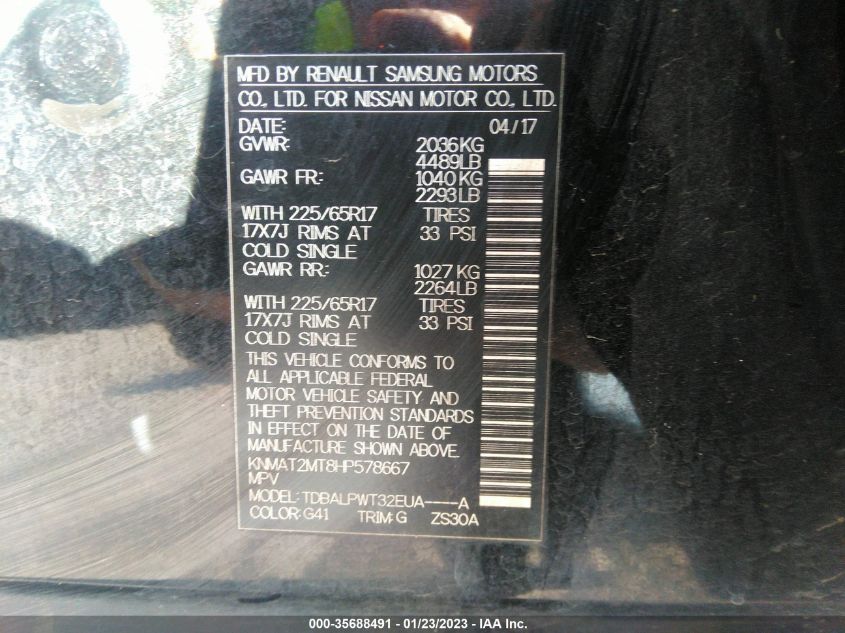 MFD BY RENAULT SAMSUNG MOTORS
CO., LTD. FOR NISSAN MOTOR CO., LTD.
DATE: 04/17
GVWR: 2036KG
4489LB
GAWR FR: 1040KG
2293LB
WITH 225/65R17 TIRES
17X7J RIMS AT 33 PSI
COLD SINGLE
GAWR RR: 1027KG
2264LB
WITH 225/65R17 TIRES
17X7J RIMS AT 33 PSI
COLD SINGLE
THIS VEHICLE CONFORMS TO
ALL APPLICABLE FEDERAL
MOTOR VEHICLE SAFETY AND
THEFT PREVENTION STANDARDS
IN EFFECT ON THE DATE OF
MANUFACTURE SHOWN ABOVE.
KNMAT2MT8HP578667
MPV
MODEL: TDBALPWT32EUA----A
COLOR: G41 TRIM: G ZS30A
000-35688491 - 01/23/2023 - IAA Inc.